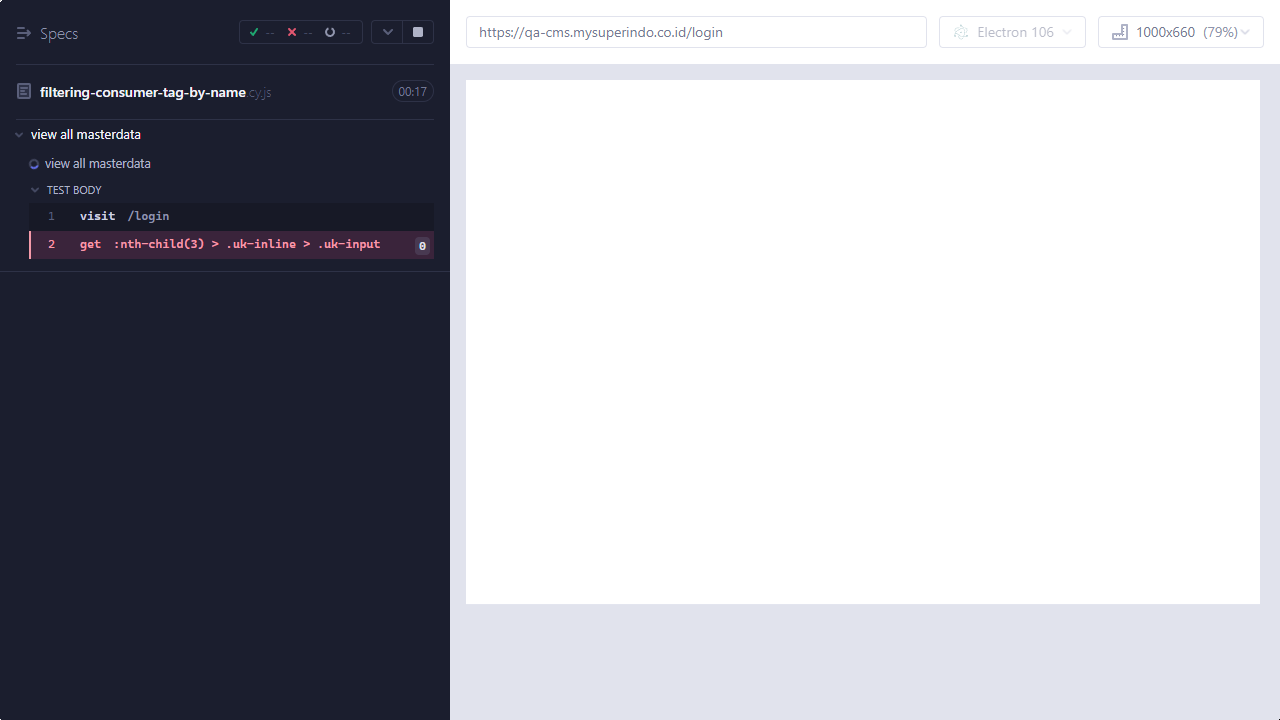 Specs
--
--
--
https://qa-cms.mysuperindo.co.id/login
Electron 106
1000x660 (79%)
filtering-consumer-tag-by-name.cy.js
00:17
view all masterdata
view all masterdata
TEST BODY
1 visit /login
2 get :nth-child(3) > .uk-inline > .uk-input 0